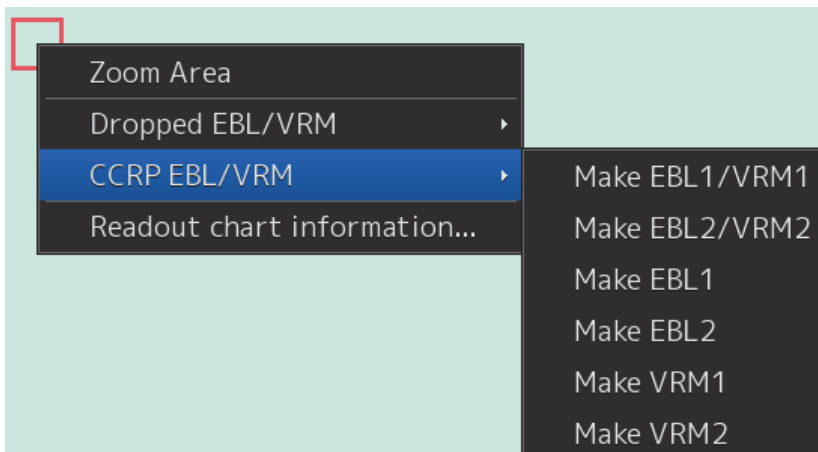 Zoom Area
Dropped EBL/VRM
CCRP EBL/VRM
Readout chart information...
Make EBL1/VRM1
Make EBL2/VRM2
Make EBL1
Make EBL2
Make VRM1
Make VRM2